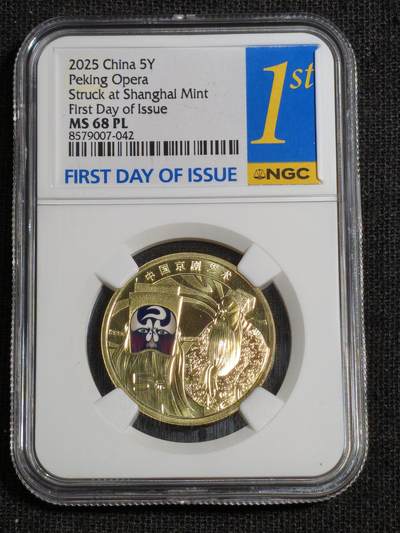 2025 China 5Y
Peking Opera
Struck at Shanghai Mint
First Day of Issue
MS 68 PL
8579007-042
FIRST DAY OF ISSUE
1st
NGC
中国京剧艺术